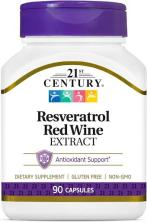 21st
CENTURY
Resveratrol
Red Wine
EXTRACT
Antioxidant Support*
DIETARY SUPPLEMENT | GLUTEN FREE | NON-GMO
90 CAPSULES